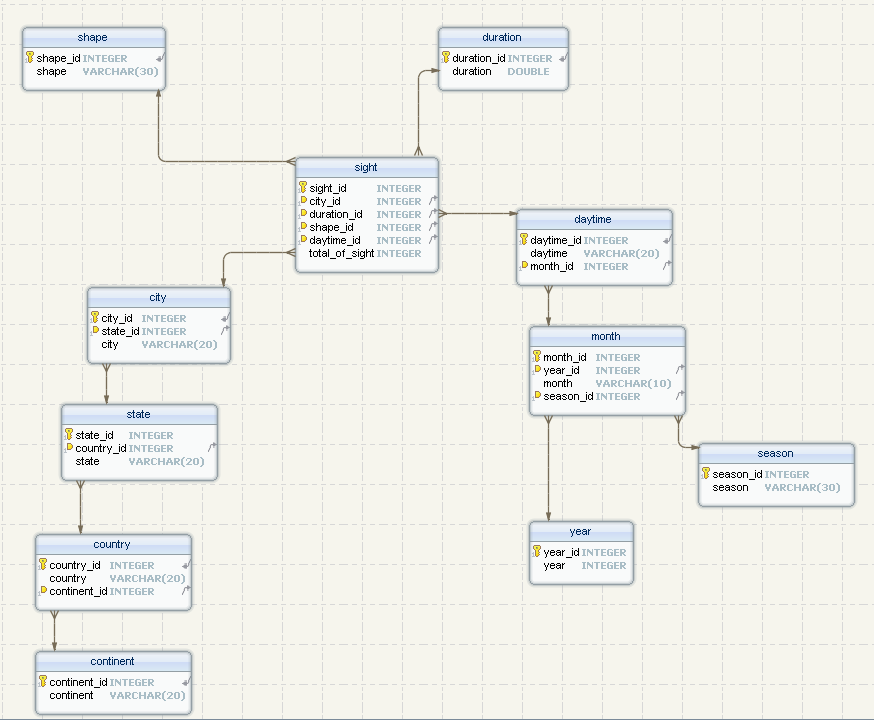 shape
shape_id INTEGER
shape VARCHAR(30)
duration
duration_id INTEGER
duration DOUBLE
sight
sight_id INTEGER
city_id INTEGER
duration_id INTEGER
shape_id INTEGER
daytime_id INTEGER
total_of_sight INTEGER
daytime
daytime_id INTEGER
daytime VARCHAR(20)
month_id INTEGER
city
city_id INTEGER
state_id INTEGER
city VARCHAR(20)
month
month_id INTEGER
year_id INTEGER
month VARCHAR(10)
season_id INTEGER
state
state_id INTEGER
country_id INTEGER
state VARCHAR(20)
season
season_id INTEGER
season VARCHAR(30)
year
year_id INTEGER
year INTEGER
country
country_id INTEGER
country VARCHAR(20)
continent_id INTEGER
continent
continent_id INTEGER
continent VARCHAR(20)